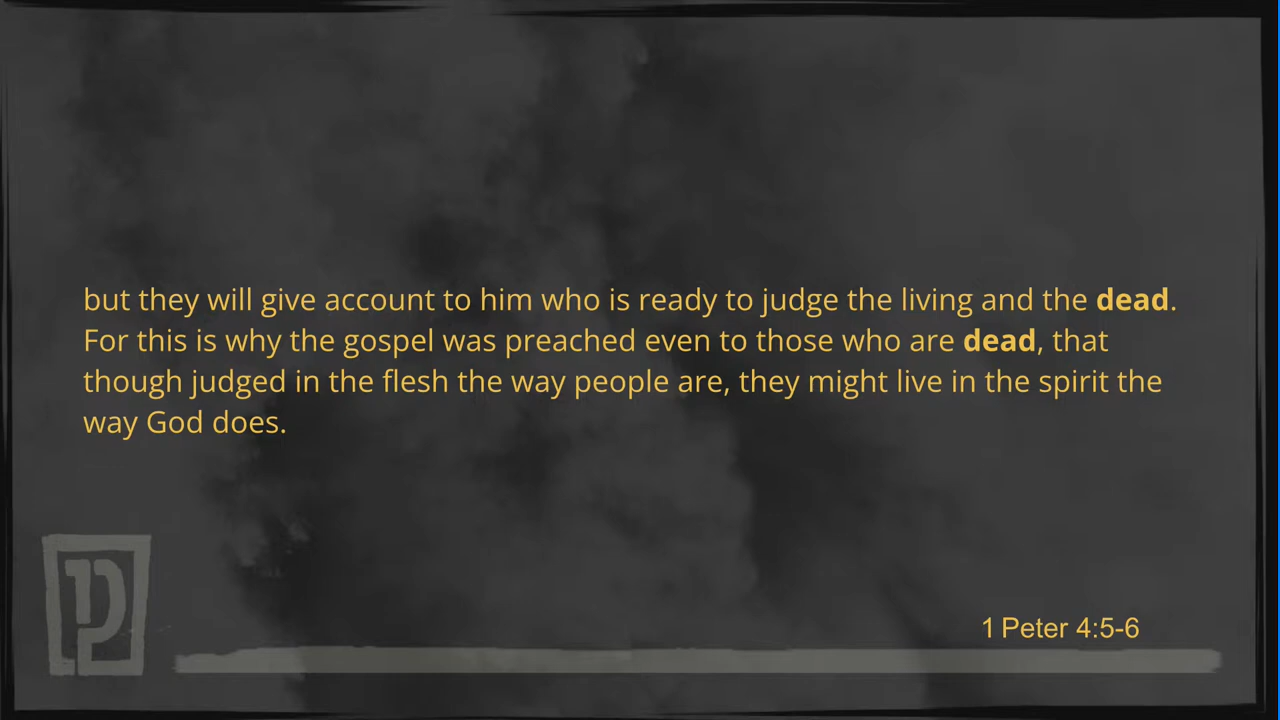 but they will give account to him who is ready to judge the living and the dead.
For this is why the gospel was preached even to those who are dead, that
though judged in the flesh the way people are, they might live in the spirit the
way God does.
1 Peter 4:5-6